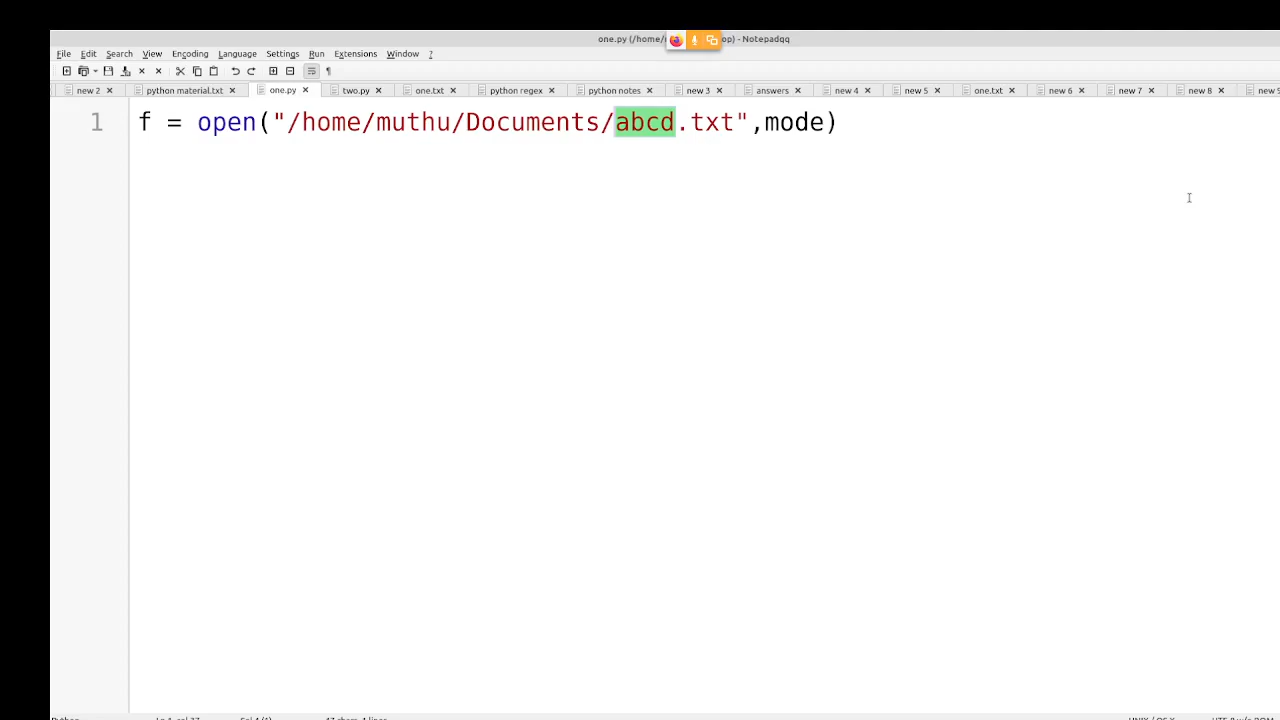 one.py (/home/ op) - Notepadqq
File Edit Search View Encoding Language Settings Run Extensions Window ?
new 2 python material.txt one.py two.py one.txt python regex python notes new 3 answers new 4 new 5 one.txt new 6 new 7 new 8 new 9
1 f = open("/home/muthu/Documents/abcd.txt",mode)